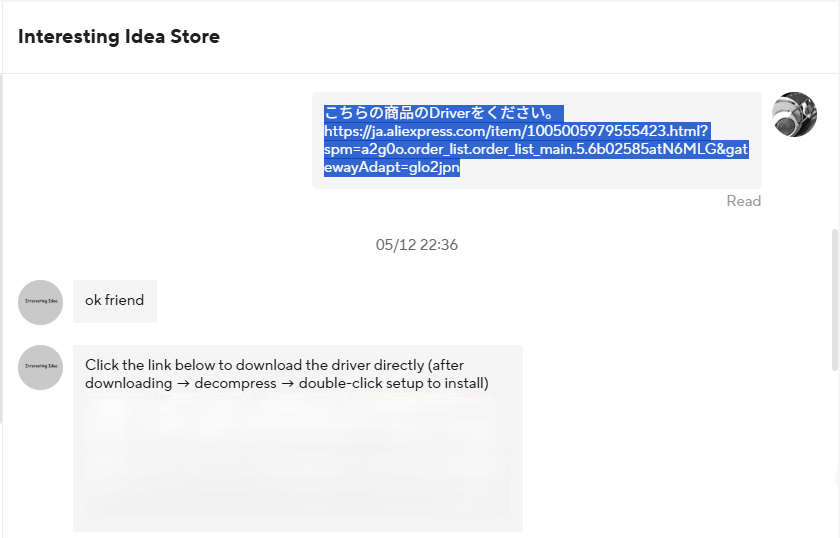 Interesting Idea Store
こちらの商品のDriverをください。
https://ja.aliexpress.com/item/1005005979555423.html?
spm=a2g0o.order_list.order_list_main.5.6b02585atN6MLG&gat
ewayAdapt=glo2jpn
Read
05/12 22:36
Interesting Idea
ok friend
Interesting Idea
Click the link below to download the driver directly (after
downloading → decompress → double-click setup to install)